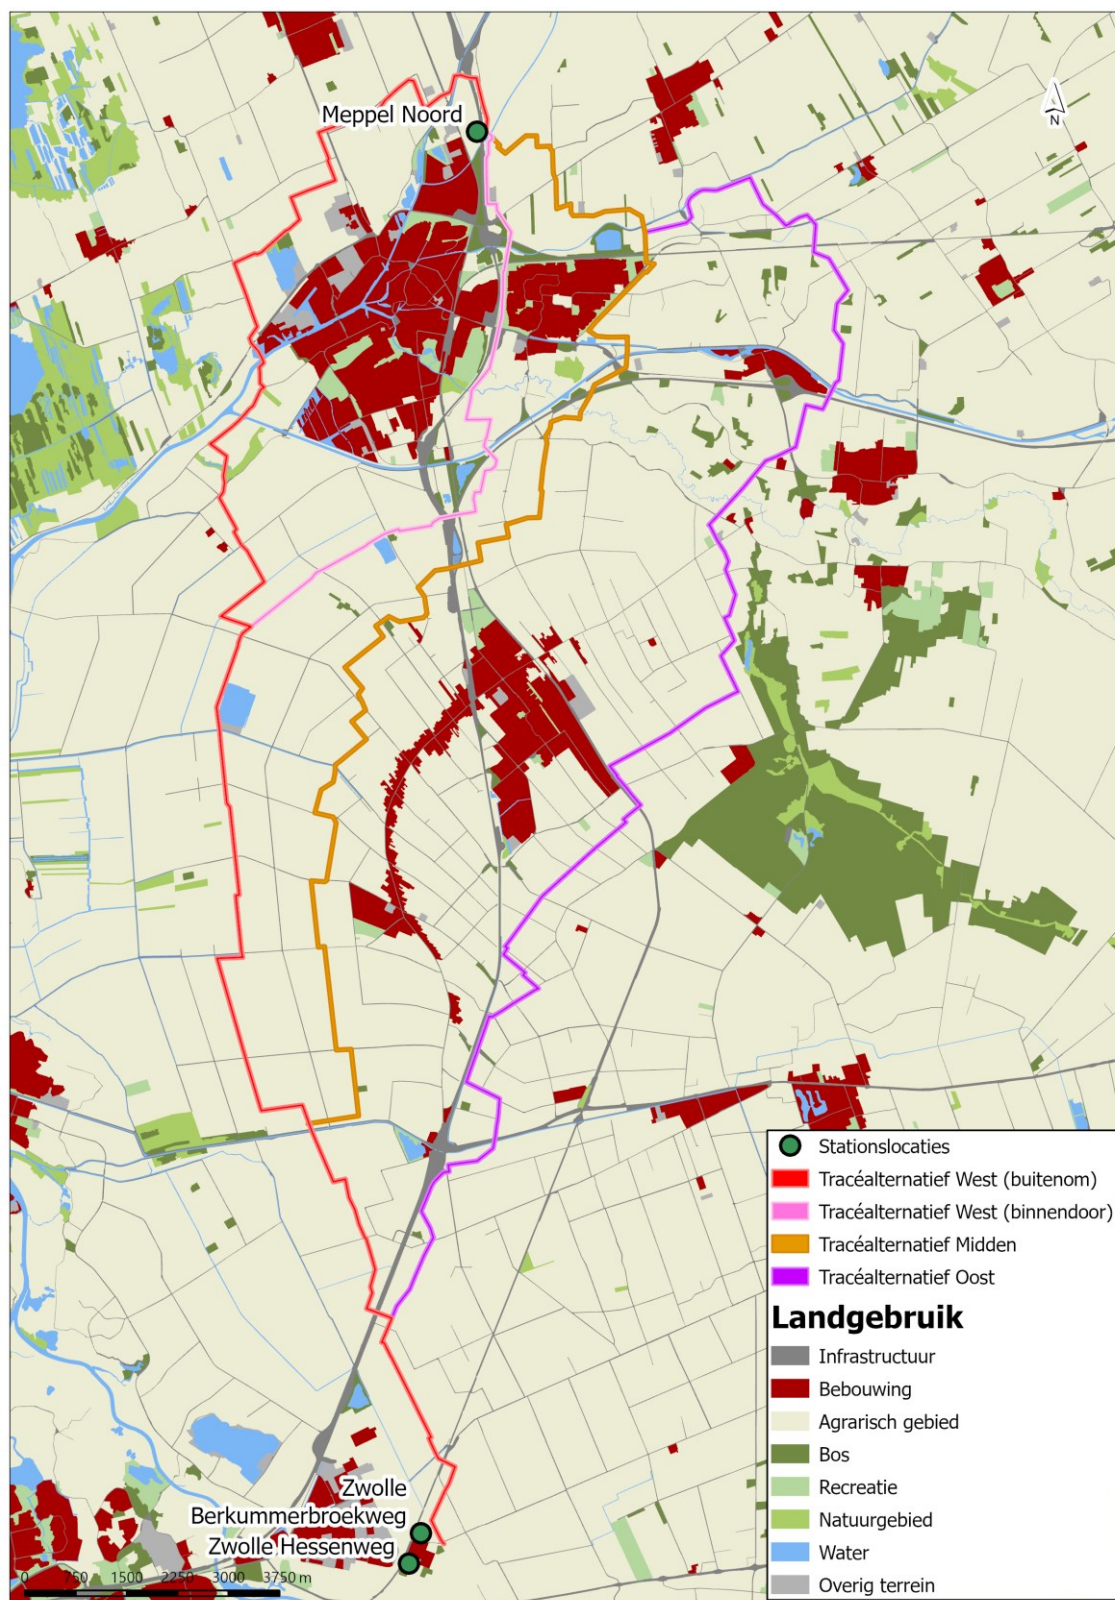 N
Meppel Noord
Stationslocaties
Tracéalternatief West (buitenom)
Tracéalternatief West (binnendoor)
Tracéalternatief Midden
Tracéalternatief Oost
Landgebruik
Infrastructuur
Bebouwing
Agrarisch gebied
Bos
Recreatie
Natuurgebied
Water
Overig terrein
Zwolle
Berkummerbroekweg
Zwolle Hessenweg
0 750 1500 2250 3000 3750 m